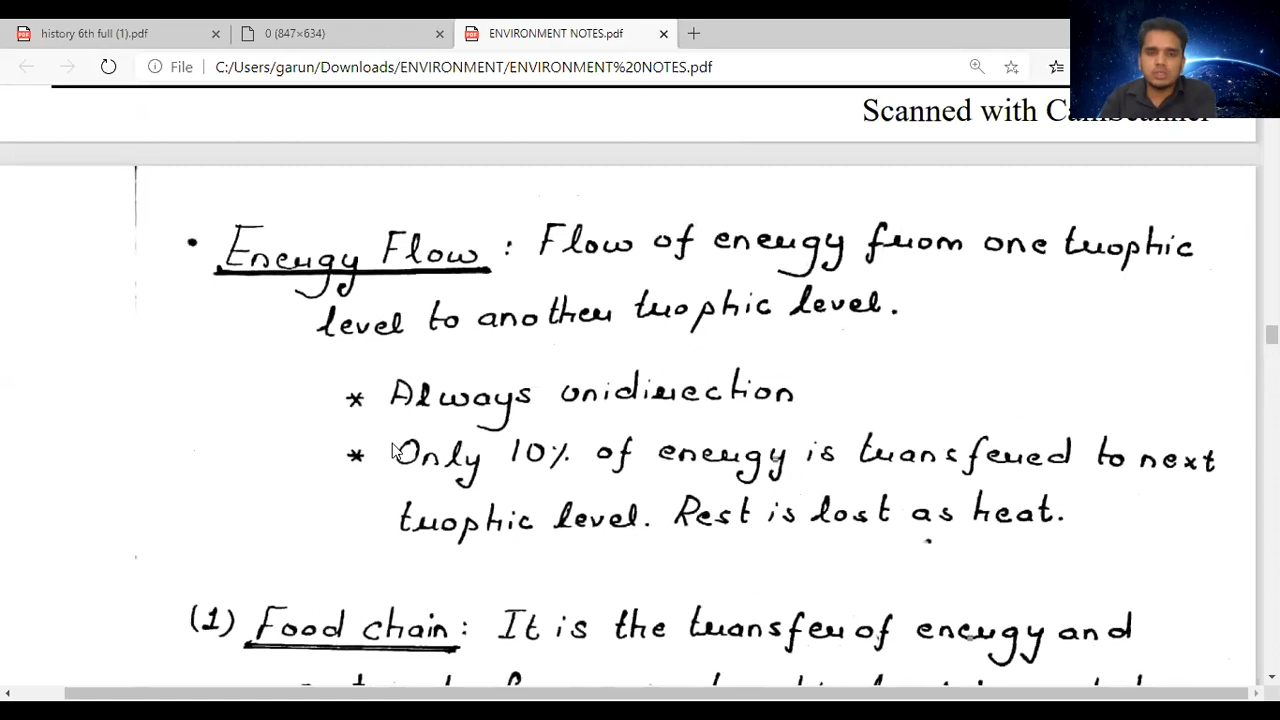 history 6th full (1).pdf
0 (847×634)
ENVIRONMENT NOTES.pdf
File C:/Users/garun/Downloads/ENVIRONMENT/ENVIRONMENT%20NOTES.pdf
Scanned with
• Energy Flow : Flow of energy from one trophic
level to another trophic level.
* Always unidirection
* Only 10% of energy is transfered to next
trophic level. Rest is lost as heat.
(1) Food chain: It is the transfer of energy and